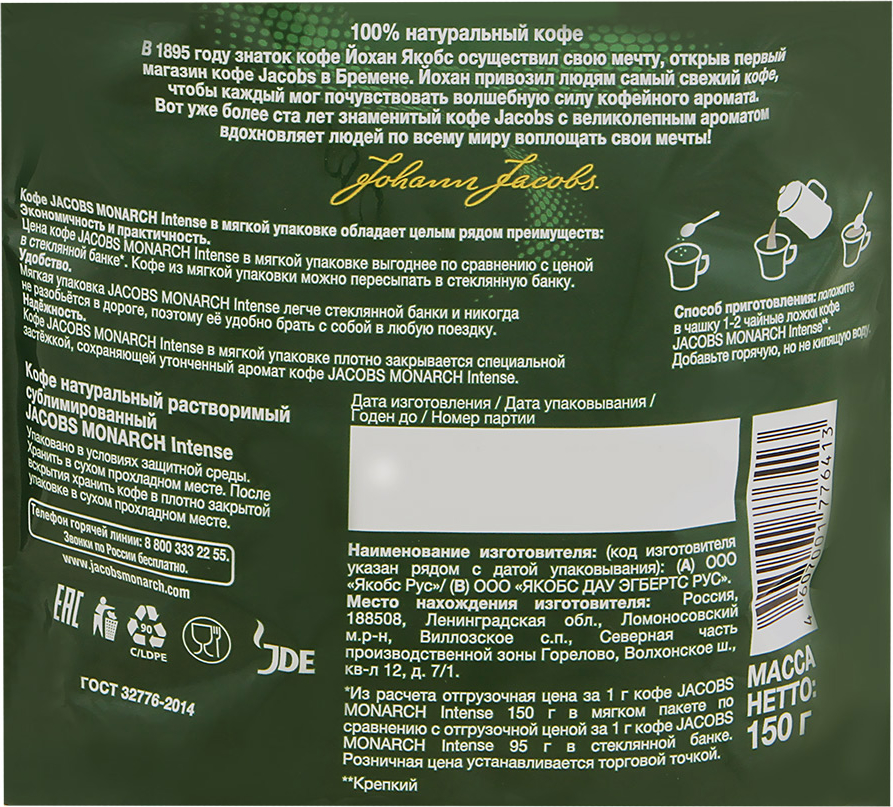 100% натуральный кофе
В 1895 году знаток кофе Йохан Якобс осуществил свою мечту, открыв первый
магазин кофе Jacobs в Бремене. Йохан привозил людям самый свежий кофе,
чтобы каждый мог почувствовать волшебную силу кофейного аромата.
Вот уже более ста лет знаменитый кофе Jacobs с великолепным ароматом
вдохновляет людей по всему миру воплощать свои мечты!
Johann Jacobs.
Кофе JACOBS MONARCH Intense в мягкой упаковке обладает целым рядом преимуществ:
Экономичность и практичность.
Цена кофе JACOBS MONARCH Intense в мягкой упаковке выгоднее по сравнению с ценой
в стеклянной банке*. Кофе из мягкой упаковки можно пересыпать в стеклянную банку.
Удобство.
Мягкая упаковка JACOBS MONARCH Intense легче стеклянной банки и никогда
не разобьётся в дороге, поэтому её удобно брать с собой в любую поездку.
Надёжность.
Кофе JACOBS MONARCH Intense в мягкой упаковке плотно закрывается специальной
застёжкой, сохраняющей утонченный аромат кофе JACOBS MONARCH Intense.
Способ приготовления: положите
в чашку 1-2 чайные ложки кофе
JACOBS MONARCH Intense**.
Добавьте горячую, но не кипящую воду.
Кофе натуральный растворимый
сублимированный
JACOBS MONARCH Intense
Упаковано в условиях защитной среды.
Хранить в сухом прохладном месте. После
вскрытия хранить кофе в плотно закрытой
упаковке в сухом прохладном месте.
Телефон горячей линии: 8 800 333 22 55.
Звонки по России бесплатно.
www.jacobsmonarch.com
EAC
90
C/LDPE
JDE
ГОСТ 32776-2014
Дата изготовления / Дата упаковывания /
Годен до / Номер партии
Наименование изготовителя: (код изготовителя
указан рядом с датой упаковывания): (А) ООО
«Якобс Рус»/ (В) ООО «ЯКОБС ДАУ ЭГБЕРТС РУС».
Место нахождения изготовителя: Россия,
188508, Ленинградская обл., Ломоносовский
м.р-н, Виллозское с.п., Северная часть
производственной зоны Горелово, Волхонское ш.,
кв-л 12, д. 7/1.
*Из расчета отгрузочная цена за 1 г кофе JACOBS
MONARCH Intense 150 г в мягком пакете по
сравнению с отгрузочной ценой за 1 г кофе JACOBS
MONARCH Intense 95 г в стеклянной банке.
Розничная цена устанавливается торговой точкой.
**Крепкий
4 607001 776413
МАССА
НЕТТО:
150 г